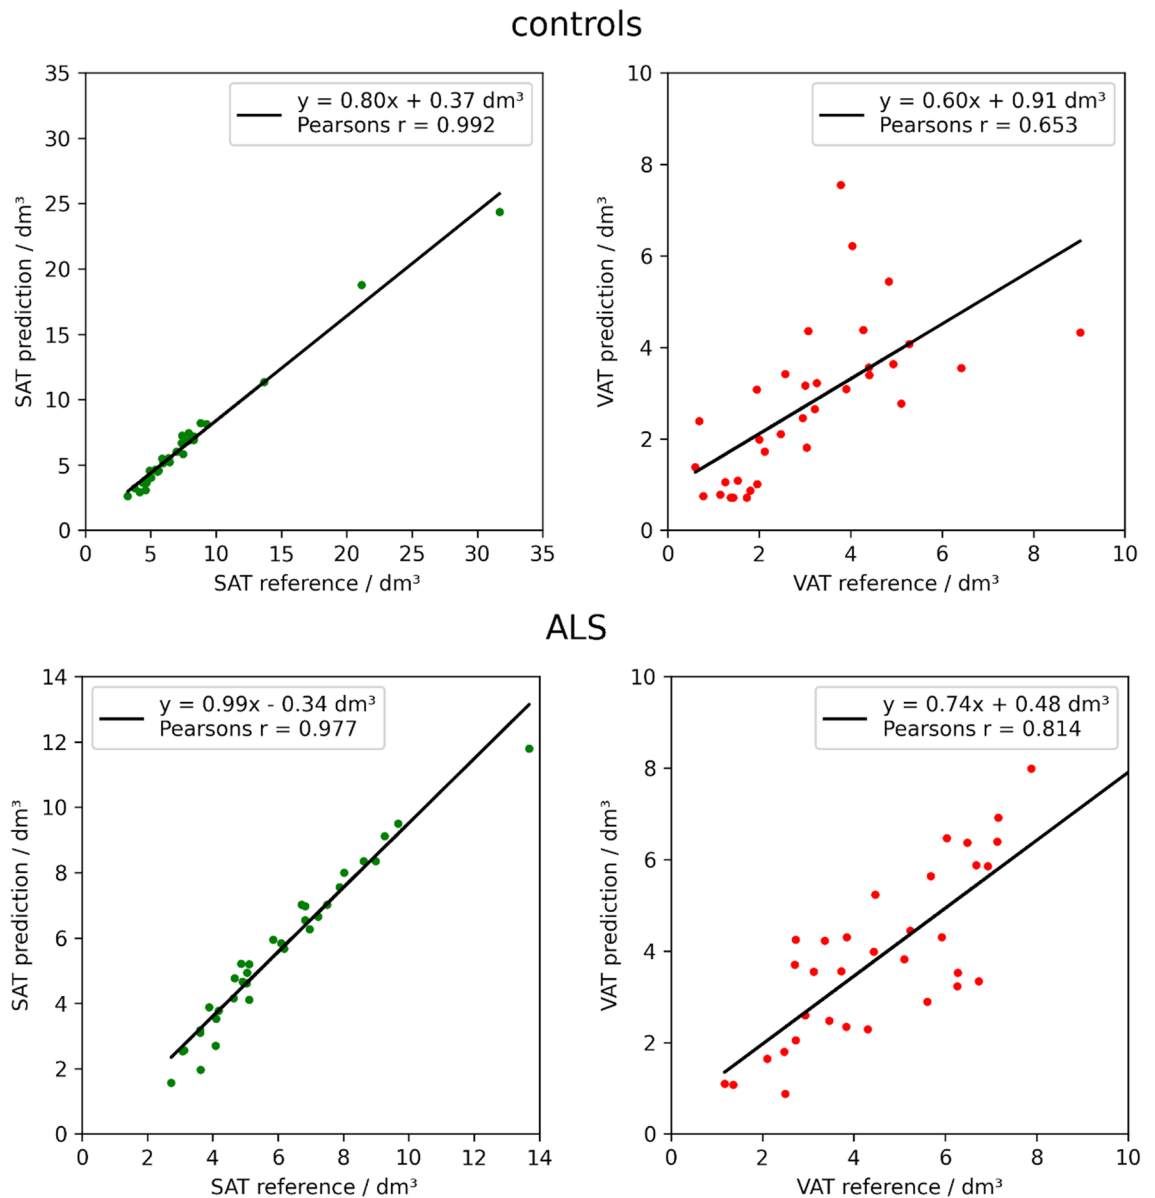 controls
y = 0.80x + 0.37 dm³
Pearsons r = 0.992
35
30
25
20
15
10
5
0
SAT prediction / dm³
0 5 10 15 20 25 30 35
SAT reference / dm³
y = 0.60x + 0.91 dm³
Pearsons r = 0.653
10
8
6
4
2
0
VAT prediction / dm³
0 2 4 6 8 10
VAT reference / dm³
ALS
y = 0.99x - 0.34 dm³
Pearsons r = 0.977
14
12
10
8
6
4
2
0
SAT prediction / dm³
0 2 4 6 8 10 12 14
SAT reference / dm³
y = 0.74x + 0.48 dm³
Pearsons r = 0.814
10
8
6
4
2
0
VAT prediction / dm³
0 2 4 6 8 10
VAT reference / dm³